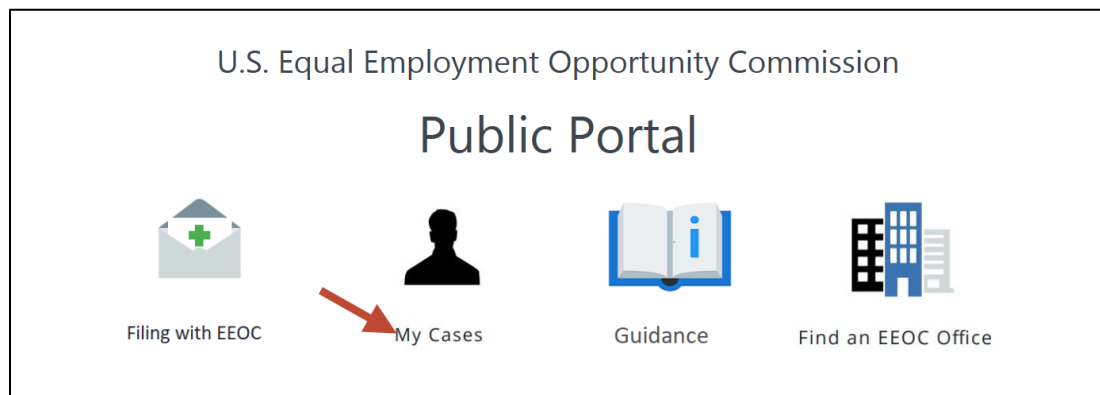 U.S. Equal Employment Opportunity Commission
Public Portal
i
Filing with EEOC
My Cases
Guidance
Find an EEOC Office